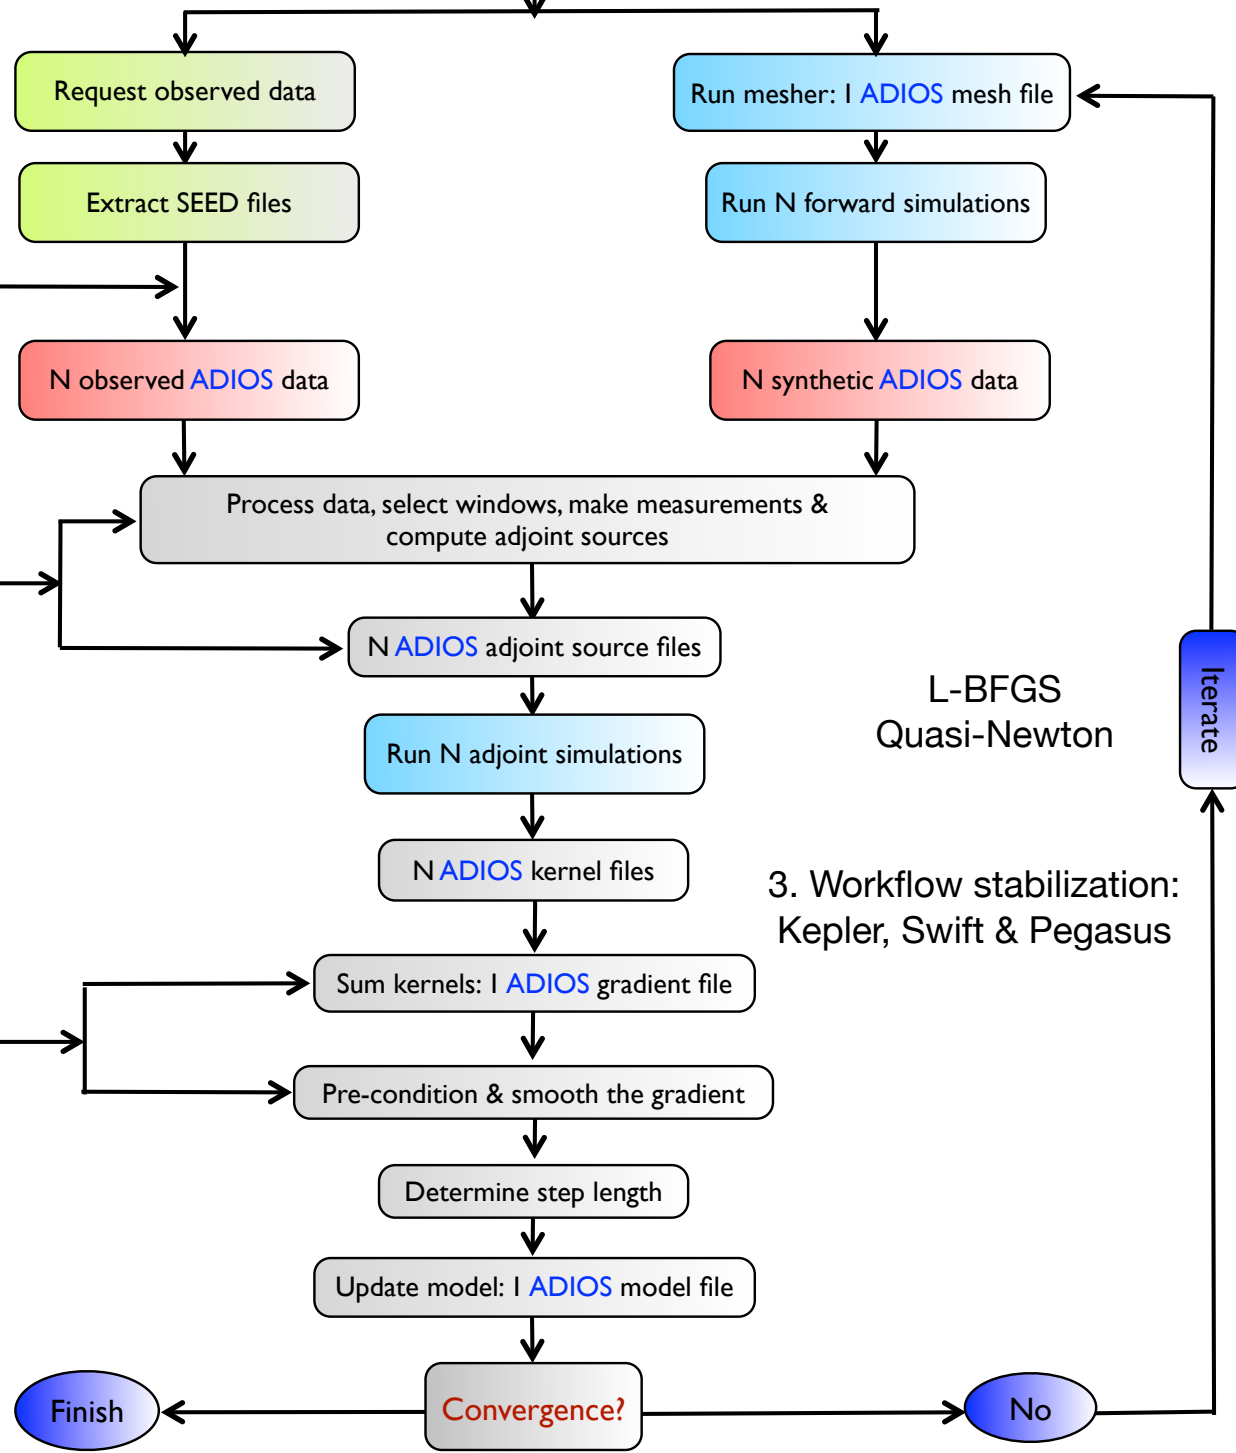 Request observed data
Run mesher: 1 ADIOS mesh file
Extract SEED files
Run N forward simulations
N observed ADIOS data
N synthetic ADIOS data
Process data, select windows, make measurements &
compute adjoint sources
N ADIOS adjoint source files
L-BFGS
Quasi-Newton
Iterate
Run N adjoint simulations
N ADIOS kernel files
3. Workflow stabilization:
Kepler, Swift & Pegasus
Sum kernels: 1 ADIOS gradient file
Pre-condition & smooth the gradient
Determine step length
Update model: 1 ADIOS model file
Finish
Convergence?
No